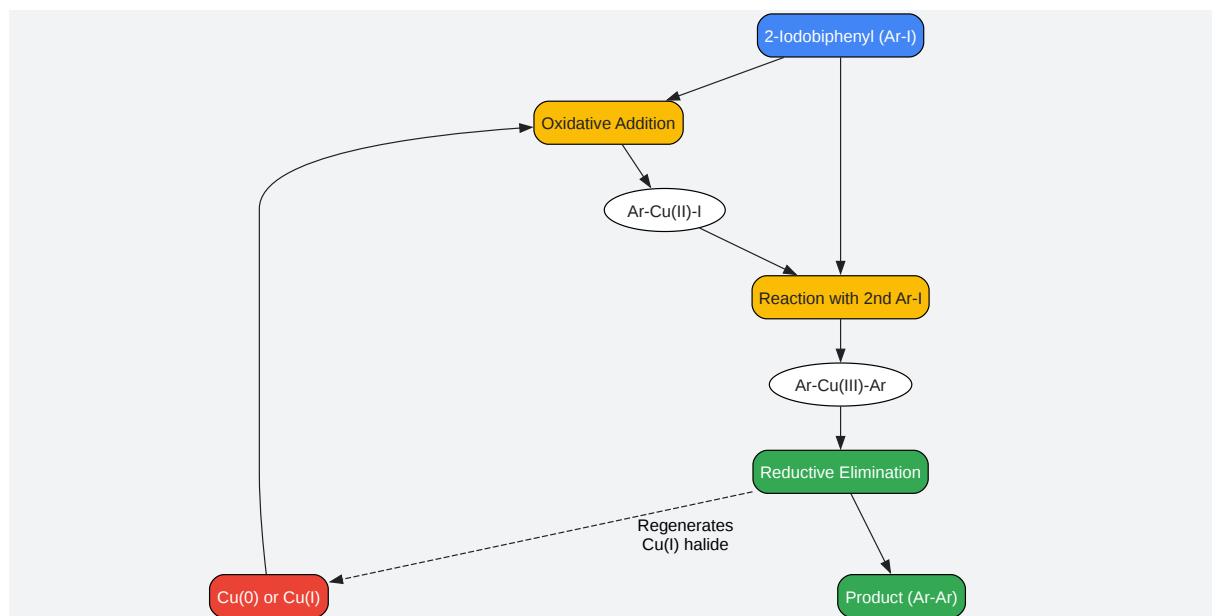 2-Iodobiphenyl (Ar-I)
Oxidative Addition
Ar-Cu(II)-I
Reaction with 2nd Ar-I
Ar-Cu(III)-Ar
Reductive Elimination
Regenerates
Cu(I) halide
Cu(0) or Cu(I)
Product (Ar-Ar)